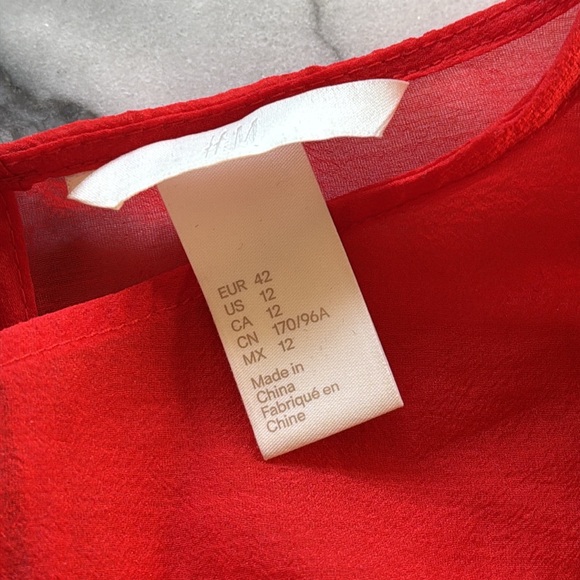 H&M
EUR 42
US 12
CA 12
CN 170/96A
MX 12
Made in
China
Fabriqué en
Chine